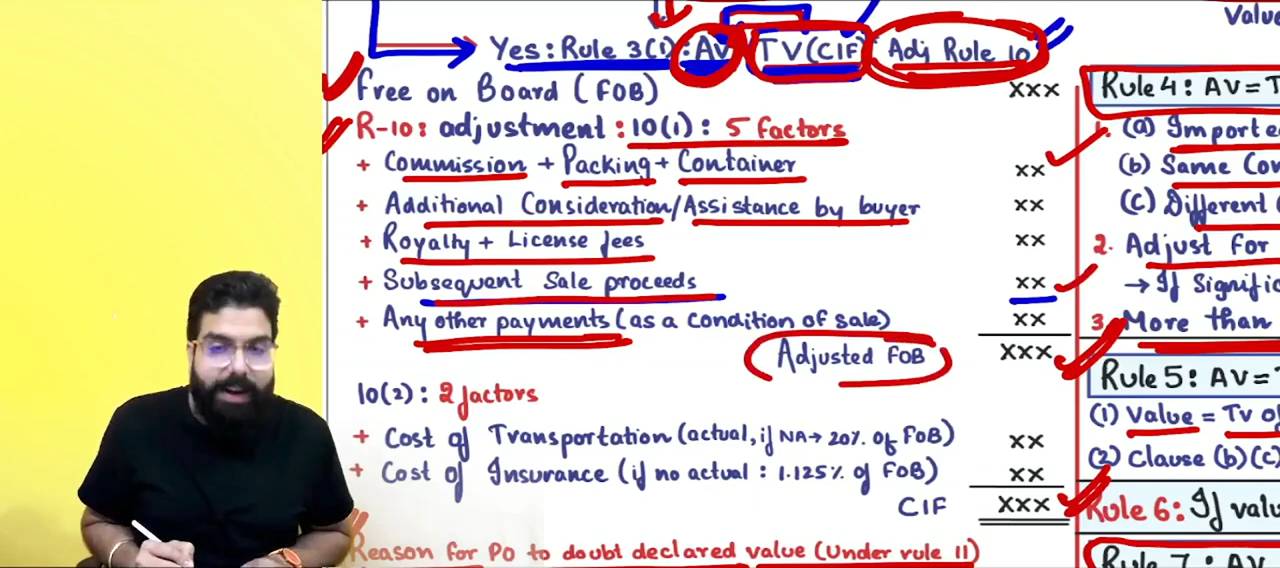 Value
Yes: Rule 3(1): AV TV(CIF) Adj Rule 10
Free on Board (FOB) xxx
R-10: adjustment: 10(1): 5 factors
+ Commission + Packing + Container xx
+ Additional Consideration/Assistance by buyer xx
+ Royalty + License fees xx
+ Subsequent Sale proceeds xx
+ Any other payments (as a condition of sale) xx
Adjusted FOB xxx
10(2): 2 factors
+ Cost of Transportation (actual, if NA→ 20% of FOB) xx
+ Cost of Insurance (if no actual: 1.125% of FOB) xx
CIF xxx
Reason for PO to doubt declared value (Under rule 11)
Rule 4: AV=
1. (a)
(b) Same
(c) Different
2. Adjust for
→ If
3. More than
Rule 5: AV=
(1) Value = TV of
(2) Clause (b)(c)
Rule 6: If
Rule 7: AV